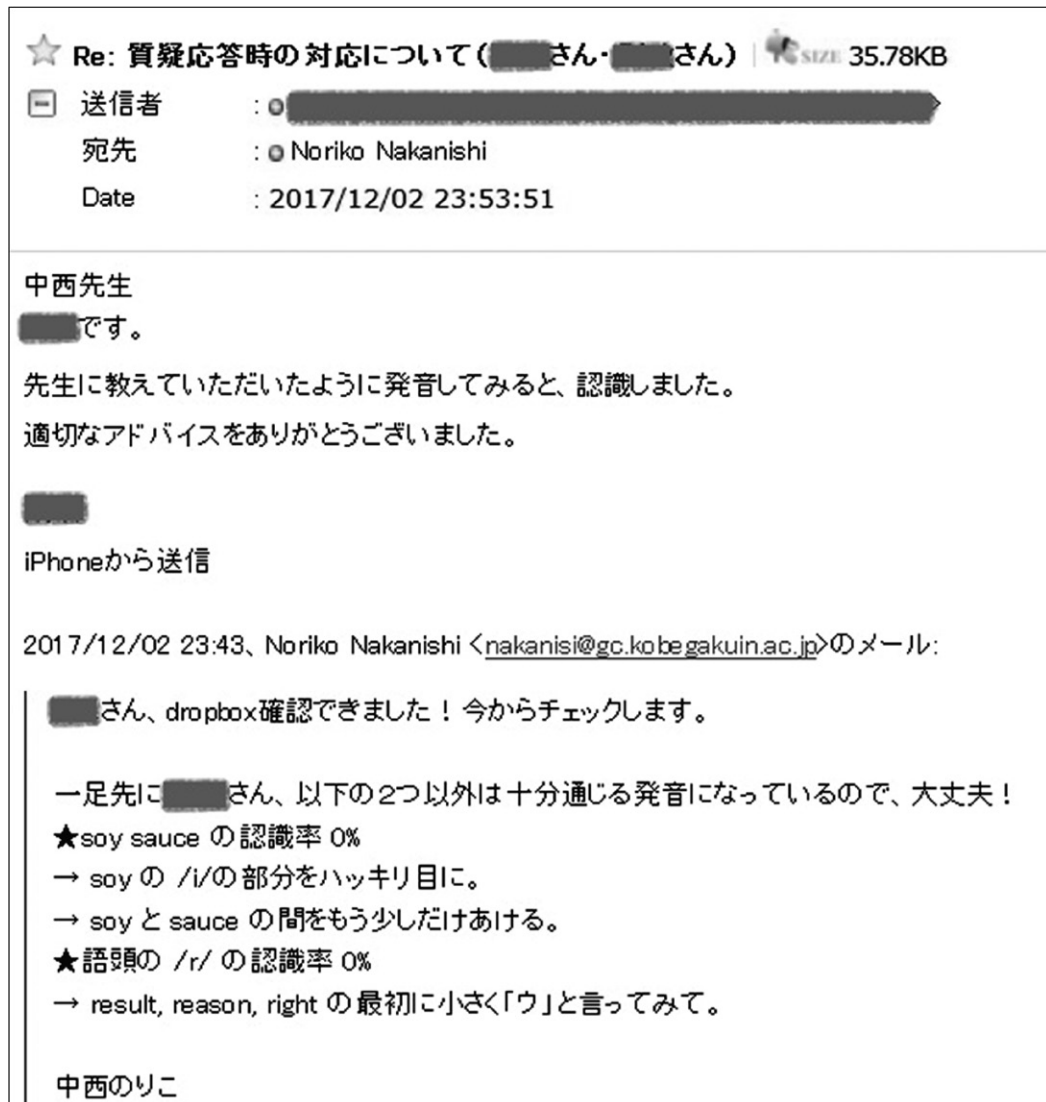 Re: 質疑応答時の対応について(さん・さん) SIZE 35.78KB
送信者 :
宛先 : Noriko Nakanishi
Date : 2017/12/02 23:53:51
中西先生
です。
先生に教えていただいたように発音してみると、認識しました。
適切なアドバイスをありがとうございました。
iPhoneから送信
2017/12/02 23:43、Noriko Nakanishi <nakanisi@gc.kobegakuin.ac.jp>のメール:
さん、dropbox確認できました！今からチェックします。
一足先にさん、以下の2つ以外は十分通じる発音になっているので、大丈夫！
★soy sauce の認識率 0%
→ soy の /i/の部分をハッキリ目に。
→ soy と sauce の間をもう少しだけあける。
★語頭の /r/ の認識率 0%
→ result, reason, right の最初に小さく「ウ」と言ってみて。
中西のりこ